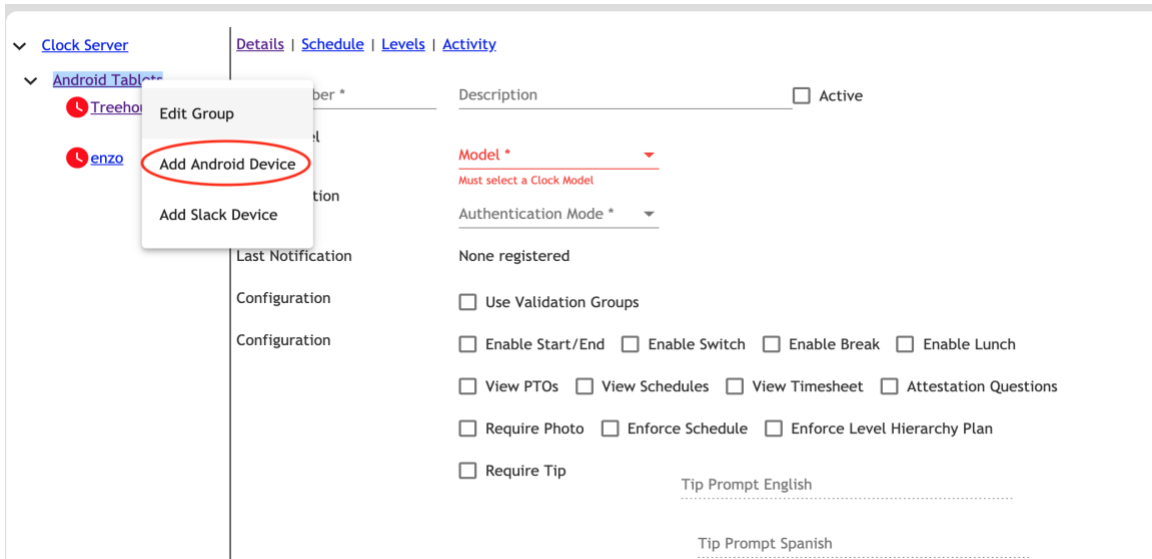 Clock Server
Details | Schedule | Levels | Activity
Android Tablets
ber * Description Active
Treehou
Edit Group
el
Model *
Must select a Clock Model
enzo
Add Android Device
tion
Authentication Mode *
Add Slack Device
Last Notification None registered
Configuration Use Validation Groups
Configuration Enable Start/End Enable Switch Enable Break Enable Lunch
View PTOs View Schedules View Timesheet Attestation Questions
Require Photo Enforce Schedule Enforce Level Hierarchy Plan
Require Tip
Tip Prompt English
Tip Prompt Spanish